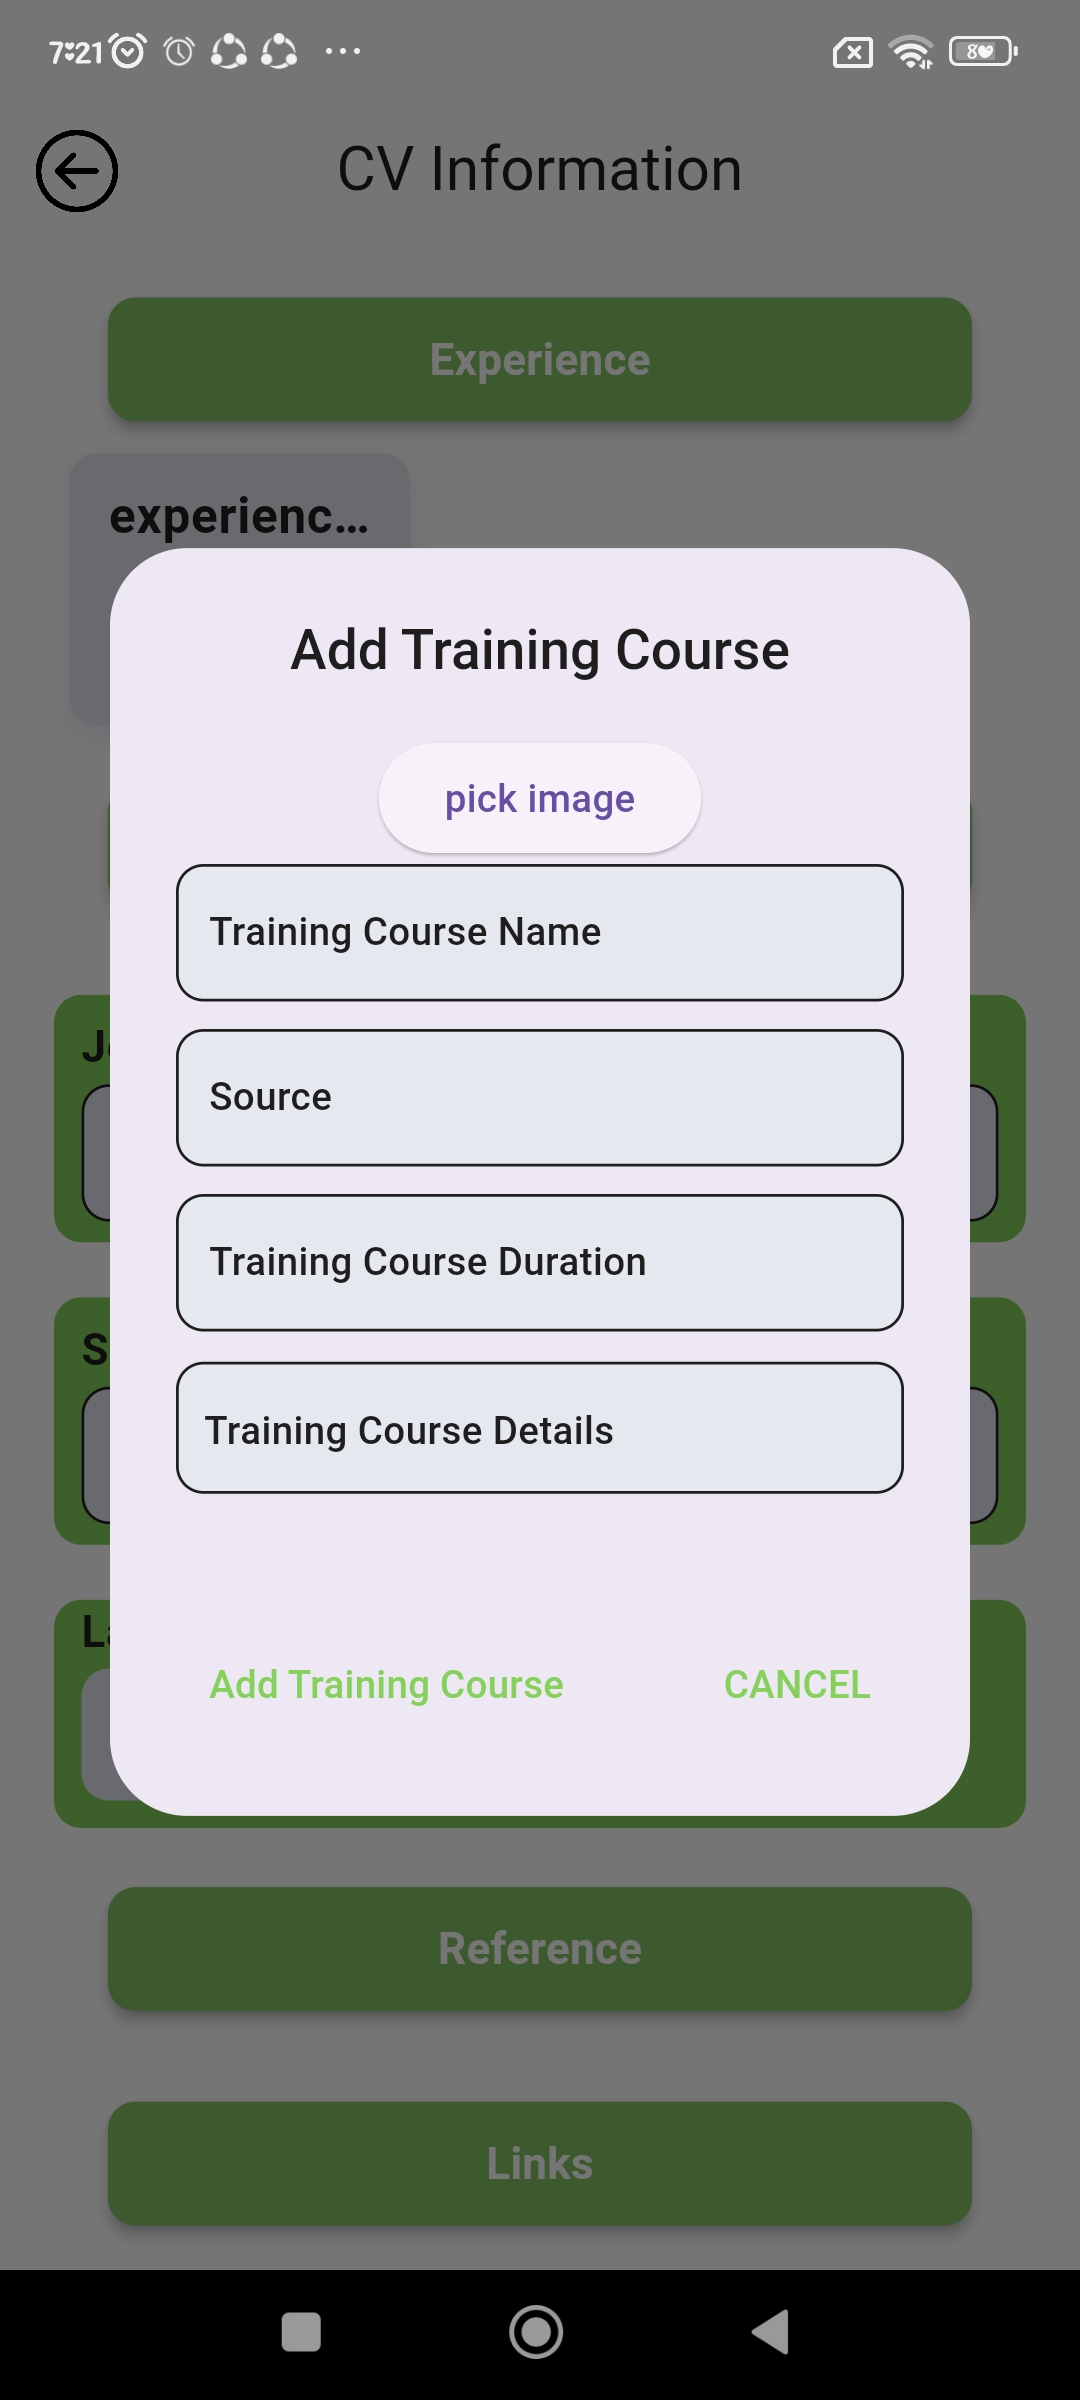 7:21
CV Information
Experience
experienc...
Add Training Course
pick image
Training Course Name
Source
Training Course Duration
Training Course Details
Add Training Course CANCEL
Reference
Links